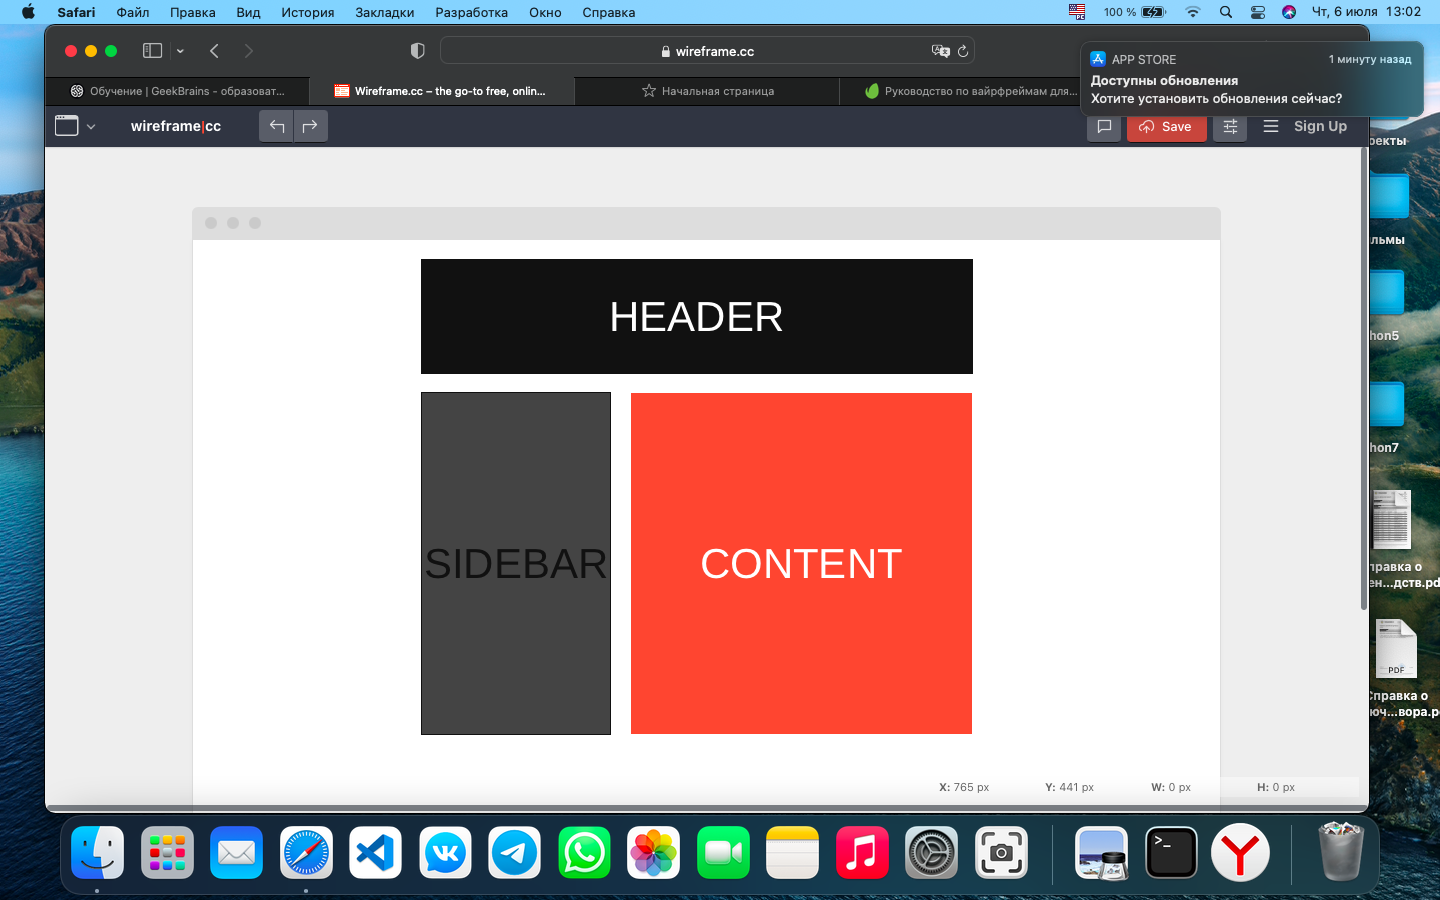 Safari Файл Правка Вид История Закладки Разработка Окно Справка 100 % Чт, 6 июля 13:02
wireframe.cc
APP STORE 1 минуту назад
Доступны обновления
Хотите установить обновления сейчас?
Обучение | GeekBrains - образоват... Wireframe.cc – the go-to free, onlin... Начальная страница Руководство по вайрфреймам для...
wireframe|cc Save Sign Up
HEADER
SIDEBAR CONTENT
X: 765 px Y: 441 px W: 0 px H: 0 px
ректы
льмы
hon5
hon7
правка о
ен...дств.pd
PDF
Справка о
юч...вора.p